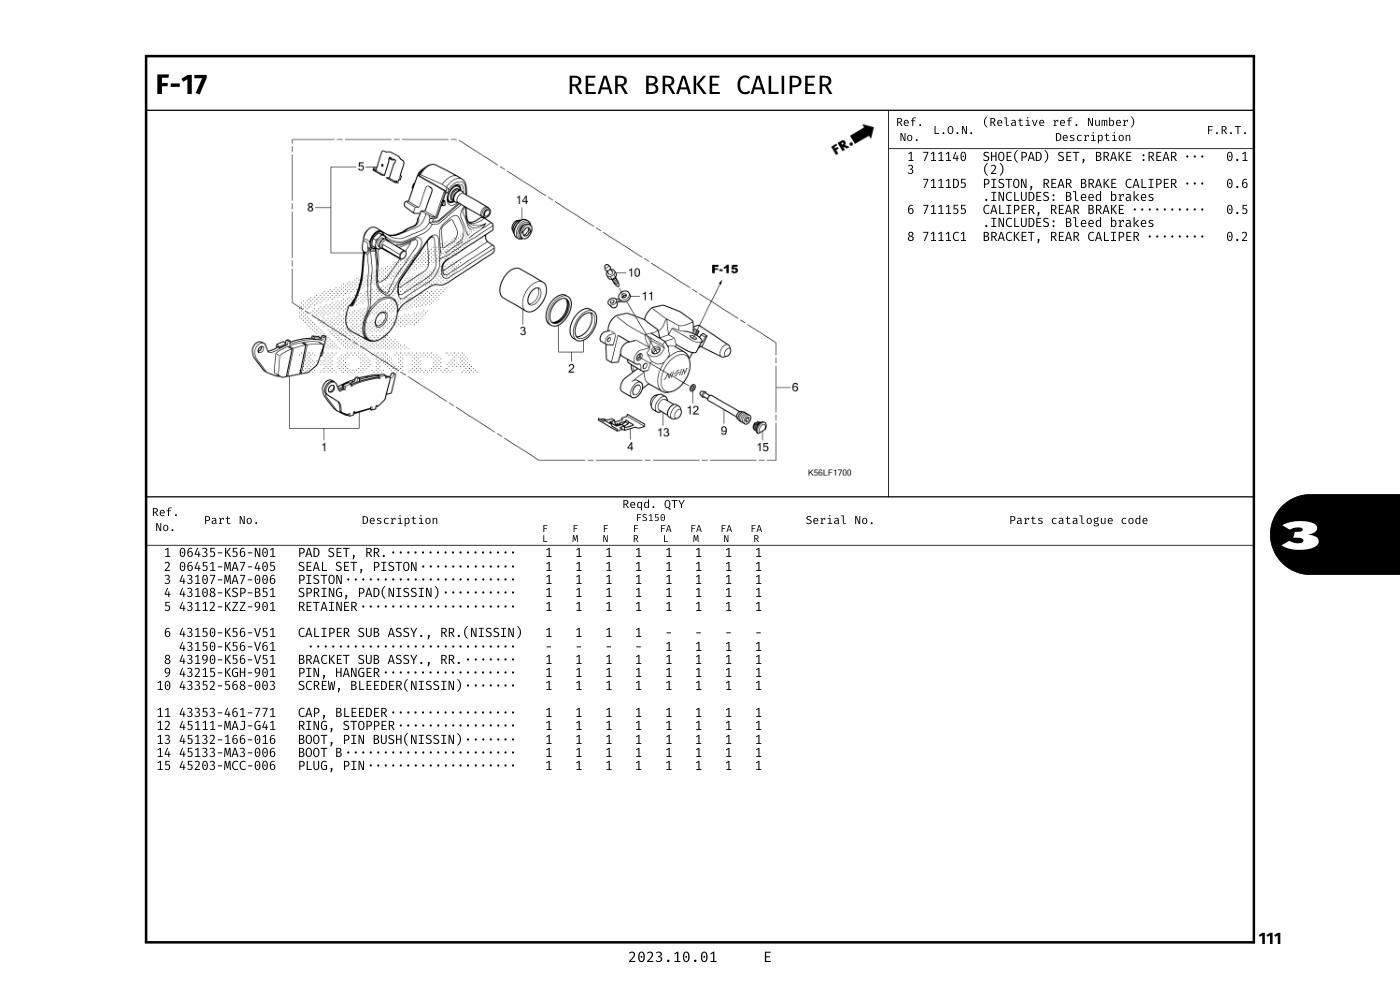 F-17
REAR BRAKE CALIPER
FR.
5
8
14
10
F-15
11
3
2
HONDA
NISSIN
6
12
1
13
9
4
15
K56LF1700
Ref. No. L.O.N. (Relative ref. Number) Description F.R.T.
1 711140 SHOE(PAD) SET, BRAKE :REAR ··· 0.1
3 (2)
7111D5 PISTON, REAR BRAKE CALIPER ··· 0.6
.INCLUDES: Bleed brakes
6 711155 CALIPER, REAR BRAKE ·········· 0.5
.INCLUDES: Bleed brakes
8 7111C1 BRACKET, REAR CALIPER ········ 0.2
Reqd. QTY
FS150
Ref. No. Part No. Description F L F M F N F R FA L FA M FA N FA R Serial No. Parts catalogue code
1 06435-K56-N01 PAD SET, RR.················· 1 1 1 1 1 1 1 1
2 06451-MA7-405 SEAL SET, PISTON············· 1 1 1 1 1 1 1 1
3 43107-MA7-006 PISTON······················· 1 1 1 1 1 1 1 1
4 43108-KSP-B51 SPRING, PAD(NISSIN)·········· 1 1 1 1 1 1 1 1
5 43112-KZZ-901 RETAINER····················· 1 1 1 1 1 1 1 1
6 43150-K56-V51 CALIPER SUB ASSY., RR.(NISSIN) 1 1 1 1 - - - -
43150-K56-V61 ···························· - - - - 1 1 1 1
8 43190-K56-V51 BRACKET SUB ASSY., RR.······· 1 1 1 1 1 1 1 1
9 43215-KGH-901 PIN, HANGER·················· 1 1 1 1 1 1 1 1
10 43352-568-003 SCREW, BLEEDER(NISSIN)······· 1 1 1 1 1 1 1 1
11 43353-461-771 CAP, BLEEDER················· 1 1 1 1 1 1 1 1
12 45111-MAJ-G41 RING, STOPPER················ 1 1 1 1 1 1 1 1
13 45132-166-016 BOOT, PIN BUSH(NISSIN)······· 1 1 1 1 1 1 1 1
14 45133-MA3-006 BOOT B······················· 1 1 1 1 1 1 1 1
15 45203-MCC-006 PLUG, PIN···················· 1 1 1 1 1 1 1 1
3
111
2023.10.01 E